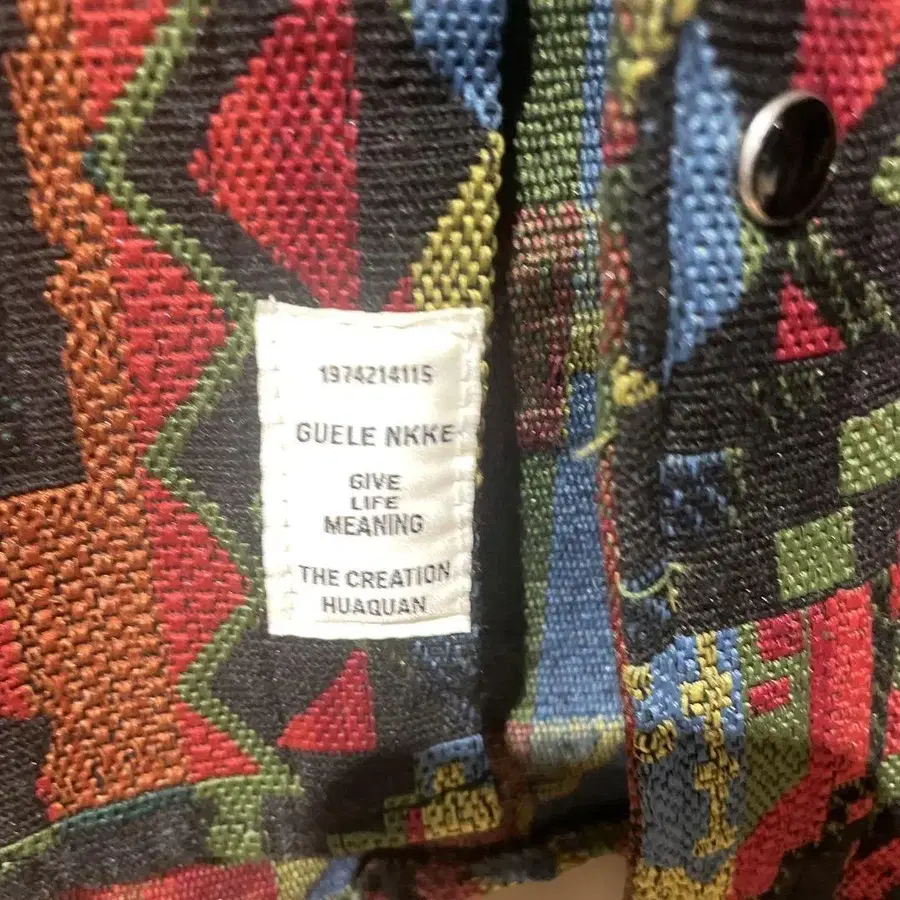 1974214115
GUELE NKKE
GIVE
LIFE
MEANING
THE CREATION
HUAQUAN